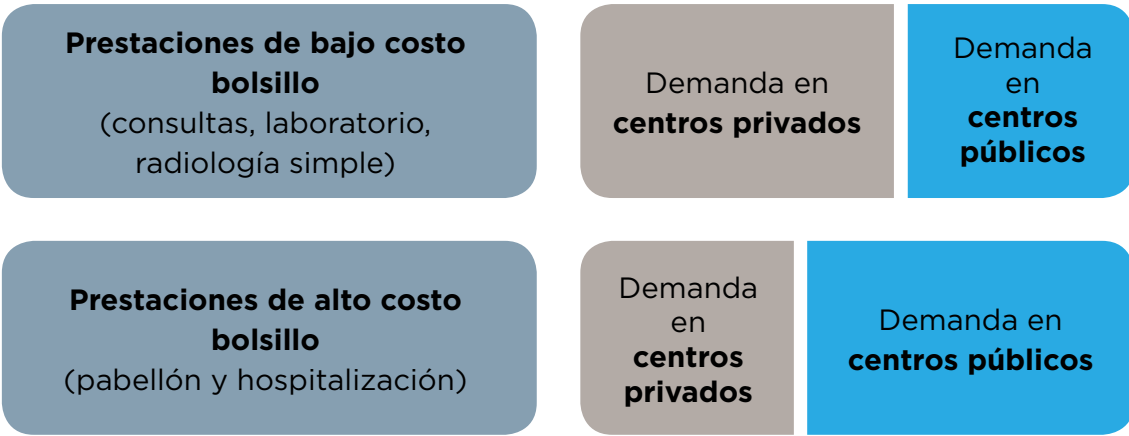 Prestaciones de bajo costo
bolsillo
(consultas, laboratorio,
radiología simple)
Demanda en
centros privados
Demanda
en
centros
públicos
Prestaciones de alto costo
bolsillo
(pabellón y hospitalización)
Demanda
en
centros
privados
Demanda en
centros públicos